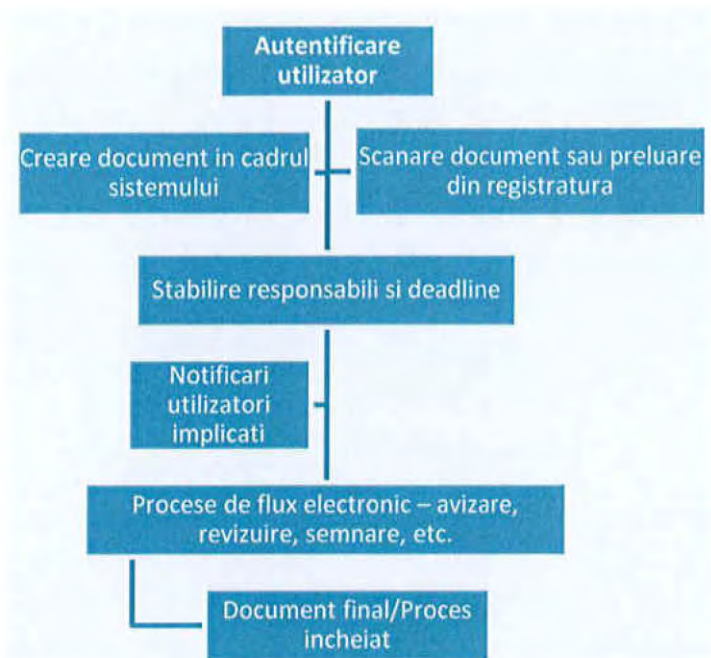 Autentificare
utilizator
Creare document in cadrul
sistemului
Scanare document sau preluare
din registratura
Stabilire responsabili si deadline
Notificari
utilizatori
implicati
Procese de flux electronic – avizare,
revizuire, semnare, etc.
Document final/Proces
incheiat